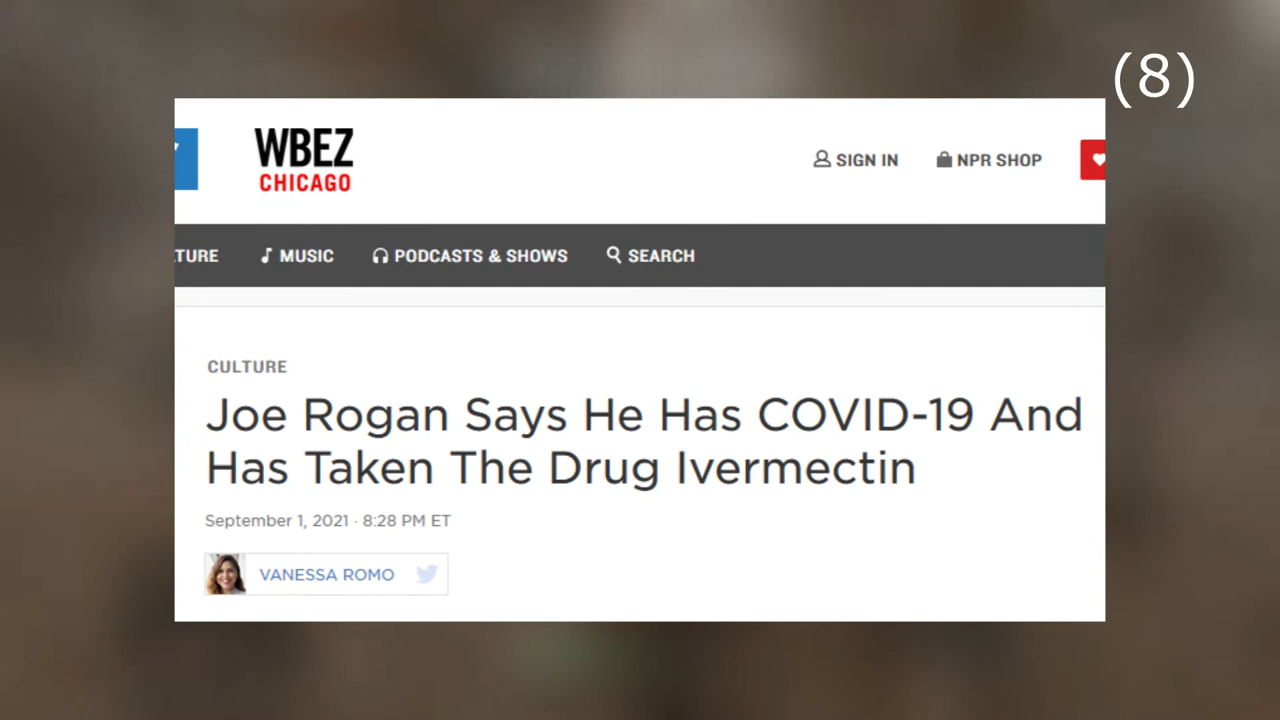 (8)
WBEZ
CHICAGO
SIGN IN
NPR SHOP
TURE
MUSIC
PODCASTS & SHOWS
SEARCH
CULTURE
Joe Rogan Says He Has COVID-19 And
Has Taken The Drug Ivermectin
September 1, 2021 · 8:28 PM ET
VANESSA ROMO